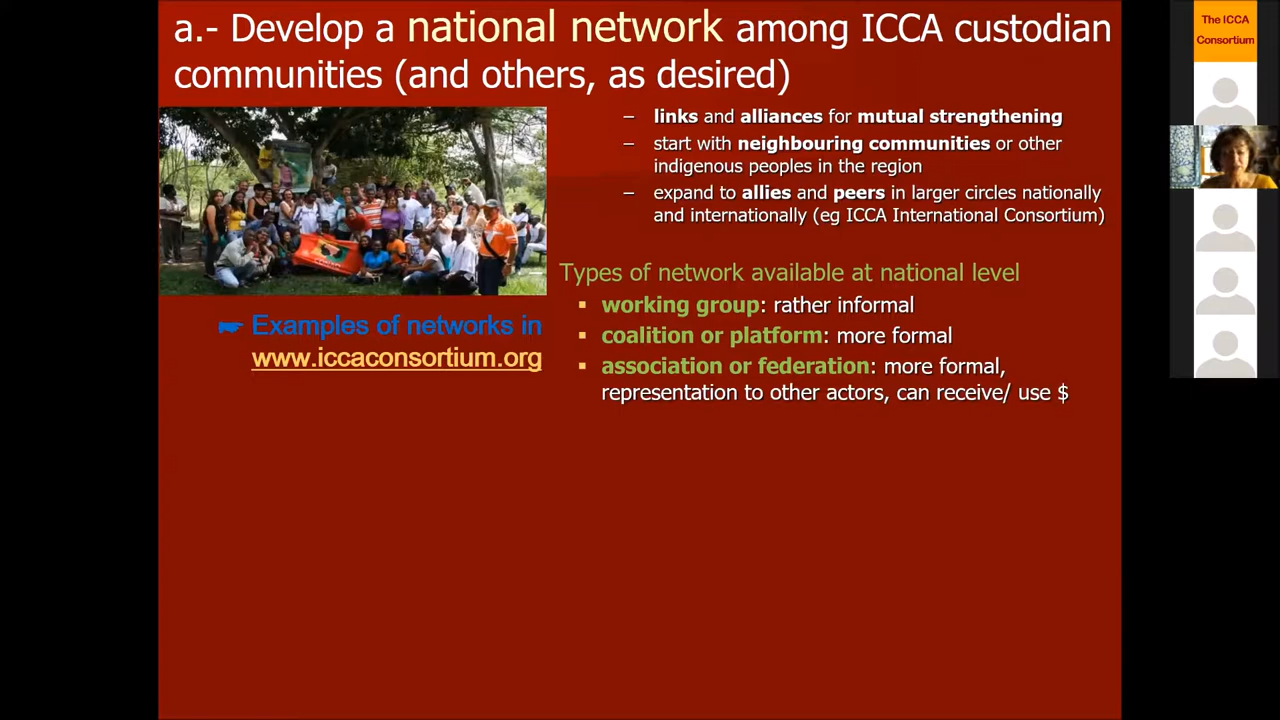 a.- Develop a national network among ICCA custodian
communities (and others, as desired)
– links and alliances for mutual strengthening
– start with neighbouring communities or other
indigenous peoples in the region
– expand to allies and peers in larger circles nationally
and internationally (eg ICCA International Consortium)
Types of network available at national level
▪ working group: rather informal
▪ coalition or platform: more formal
▪ association or federation: more formal,
representation to other actors, can receive/ use $
☛ Examples of networks in
www.iccaconsortium.org
The ICCA
Consortium